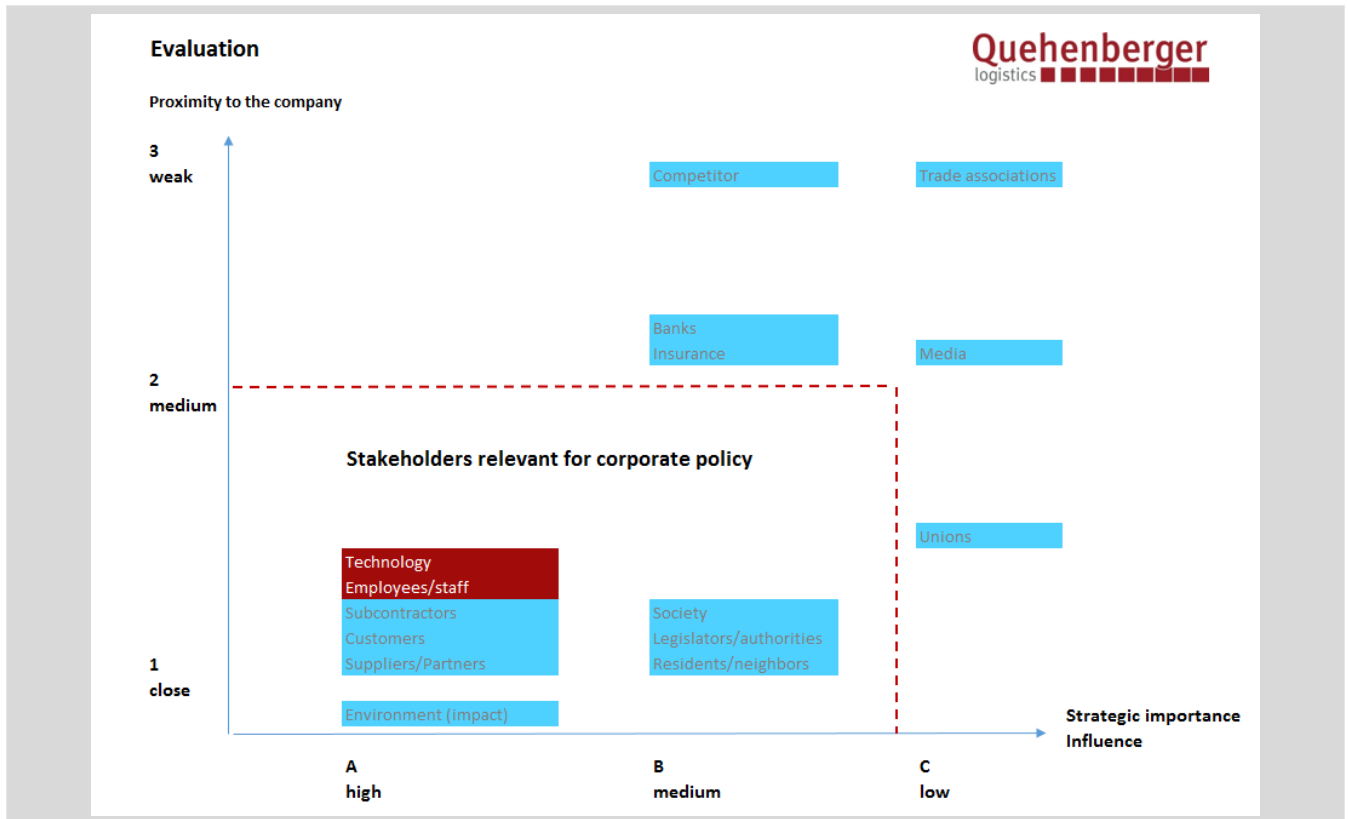 Evaluation
Quehenberger
logistics
Proximity to the company
3
weak
Competitor
Trade associations
Banks
Insurance
Media
2
medium
Stakeholders relevant for corporate policy
Unions
Technology
Employees/staff
Subcontractors
Customers
Suppliers/Partners
Society
Legislators/authorities
Residents/neighbors
1
close
Environment (impact)
Strategic importance
Influence
A
high
B
medium
C
low